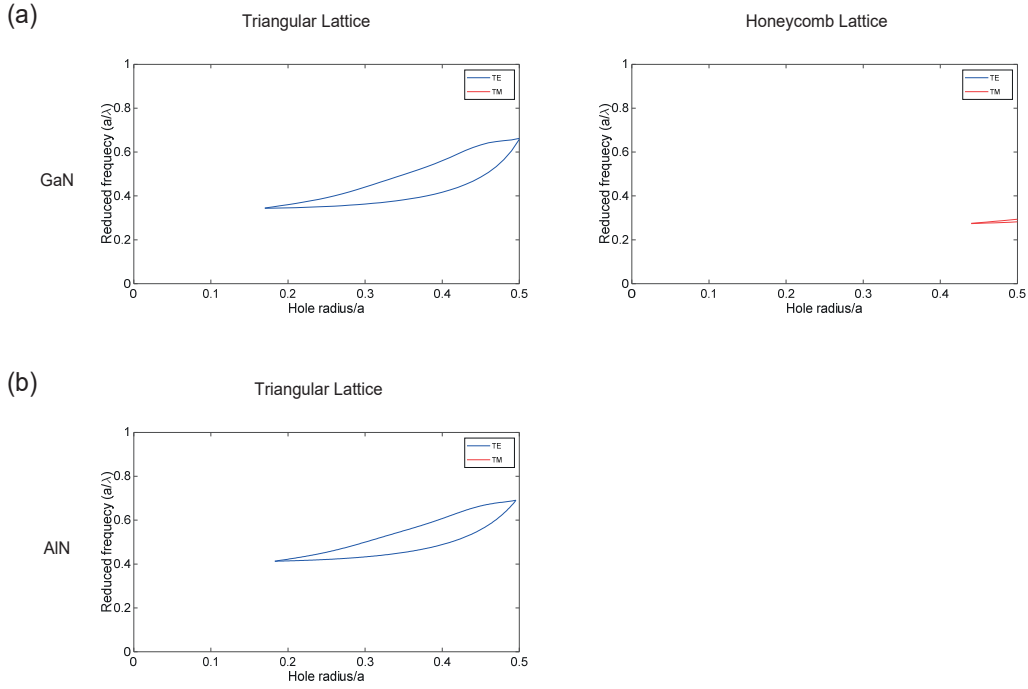 (a)
Triangular Lattice
Honeycomb Lattice
GaN
Reduced frequecy (a/λ)
1
0.8
0.6
0.4
0.2
0
0
0.1
0.2
0.3
0.4
0.5
Hole radius/a
TE
TM
Reduced frequecy (a/λ)
1
0.8
0.6
0.4
0.2
0
0
0.1
0.2
0.3
0.4
0.5
Hole radius/a
TE
TM
(b)
Triangular Lattice
AlN
Reduced frequecy (a/λ)
1
0.8
0.6
0.4
0.2
0
0
0.1
0.2
0.3
0.4
0.5
Hole radius/a
TE
TM